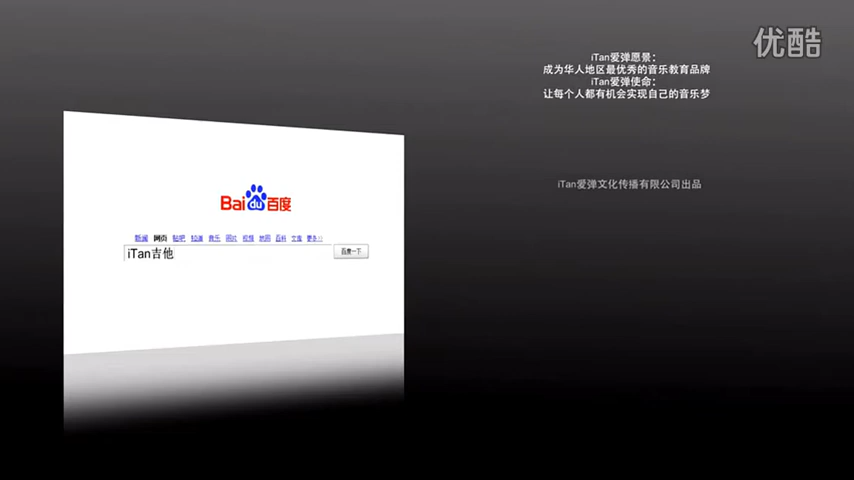 优酷
iTan爱弹愿景：
成为华人地区最优秀的音乐教育品牌
iTan爱弹使命：
让每个人都有机会实现自己的音乐梦
iTan爱弹文化传播有限公司出品
Bai du 百度
新闻 网页 贴吧 知道 音乐 图片 视频 地图 百科 文库 更多>>
iTan吉他
百度一下